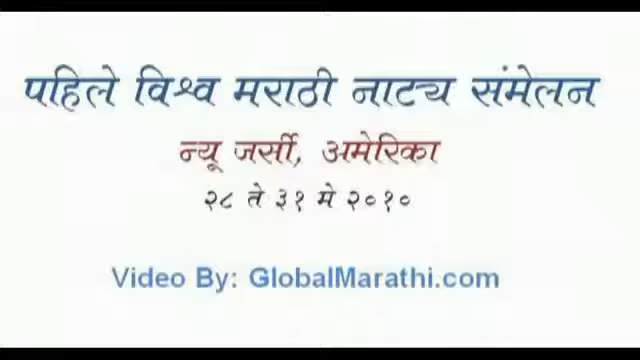 पहिले विश्व मराठी नाट्य संमेलन
न्यू जर्सी, अमेरिका
२८ ते ३१ मे २०१०
Video By: GlobalMarathi.com